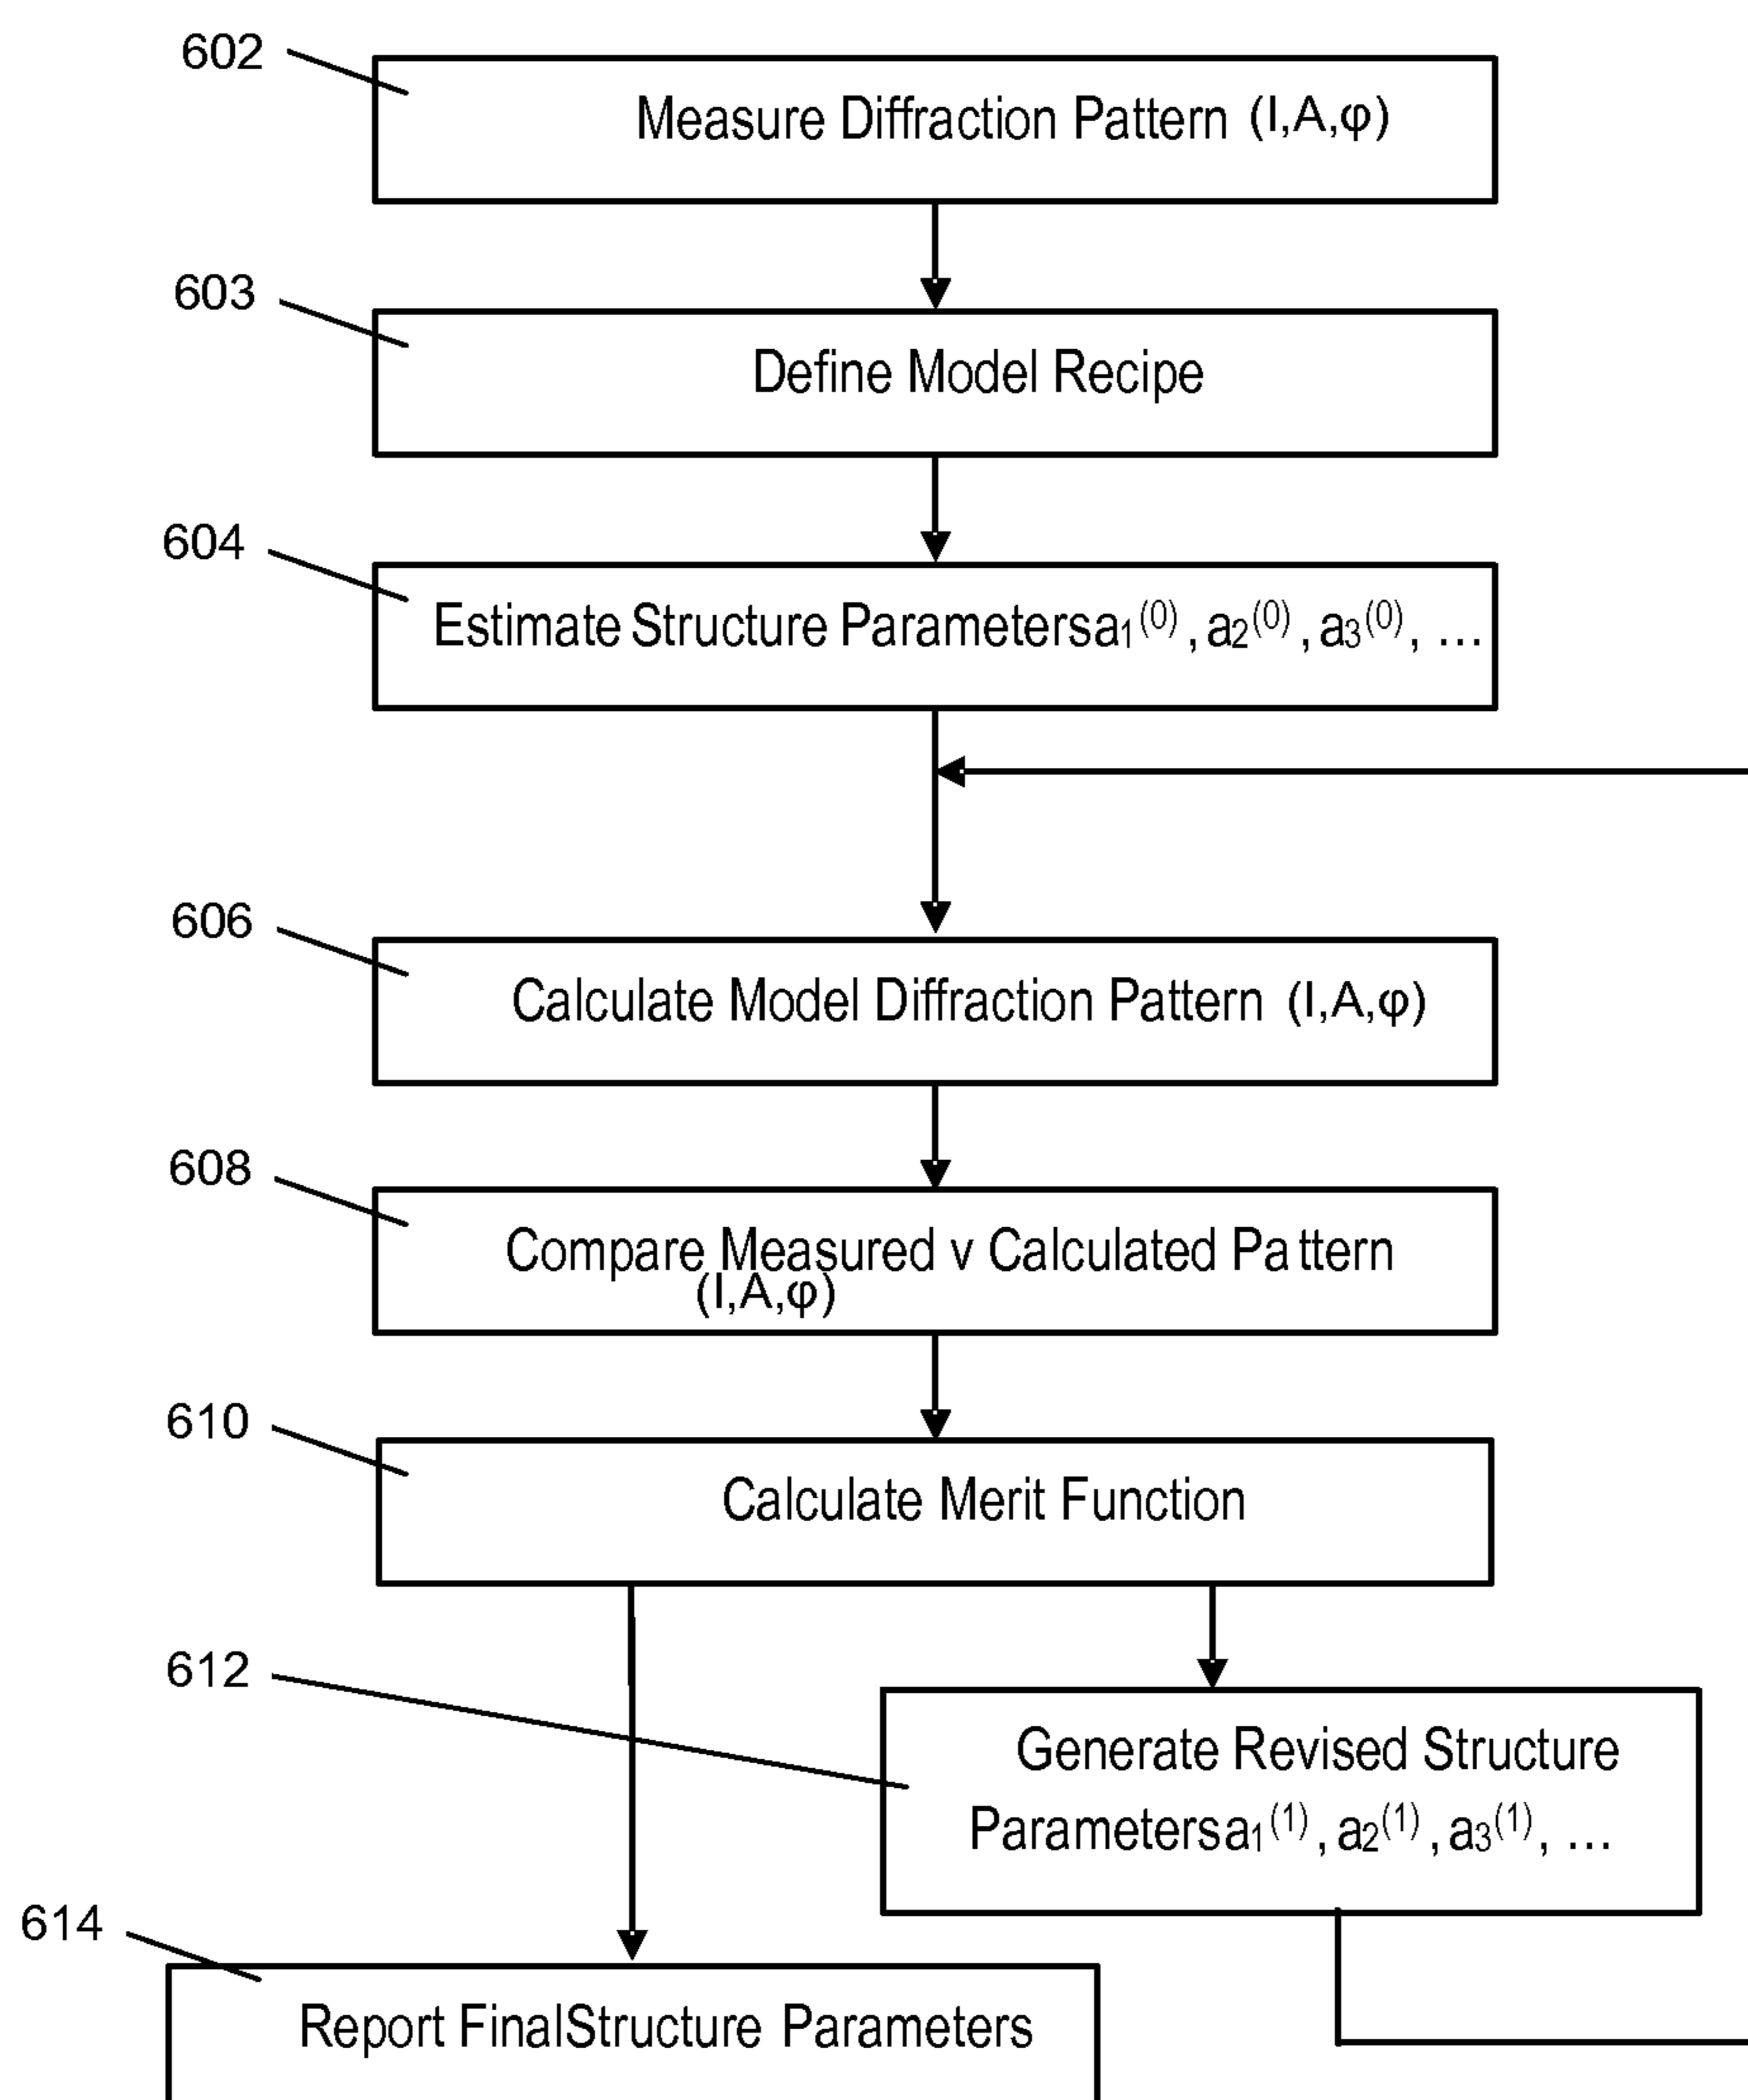 602
Measure Diffraction Pattern (I,A,φ)
603
Define Model Recipe
604
Estimate Structure Parametersa₁⁽⁰⁾, a₂⁽⁰⁾, a₃⁽⁰⁾, ...
606
Calculate Model Diffraction Pattern (I,A,φ)
608
Compare Measured v Calculated Pattern
(I,A,φ)
610
Calculate Merit Function
612
Generate Revised Structure
Parametersa₁⁽¹⁾, a₂⁽¹⁾, a₃⁽¹⁾, ...
614
Report FinalStructure Parameters